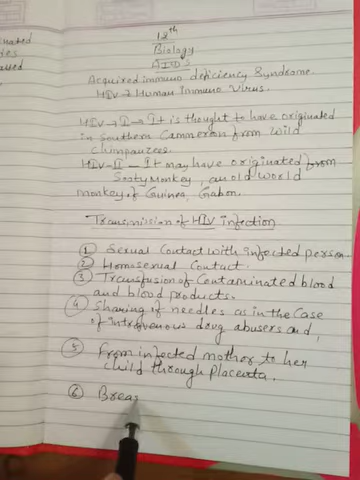 12th
Biology
AIDS
Acquired immuno deficiency Syndrome.
HIV → Human Immuno Virus.
HIV → I → It is thought to have originated
in Southern Cammeron from wild
chimpanzees.
HIV-II — It may have originated from
Sooty Monkey, an old world
monkey of Guinea, Gabon.
Transmission of HIV infection
① Sexual Contact with infected person
② Homosexual Contact.
③ Transfusion of Contaminated blood
and blood products.
④ Sharing of needles as in the Case
of intravenous drug abusers and,
⑤ From infected mother to her
child through Placenta.
⑥ Breas